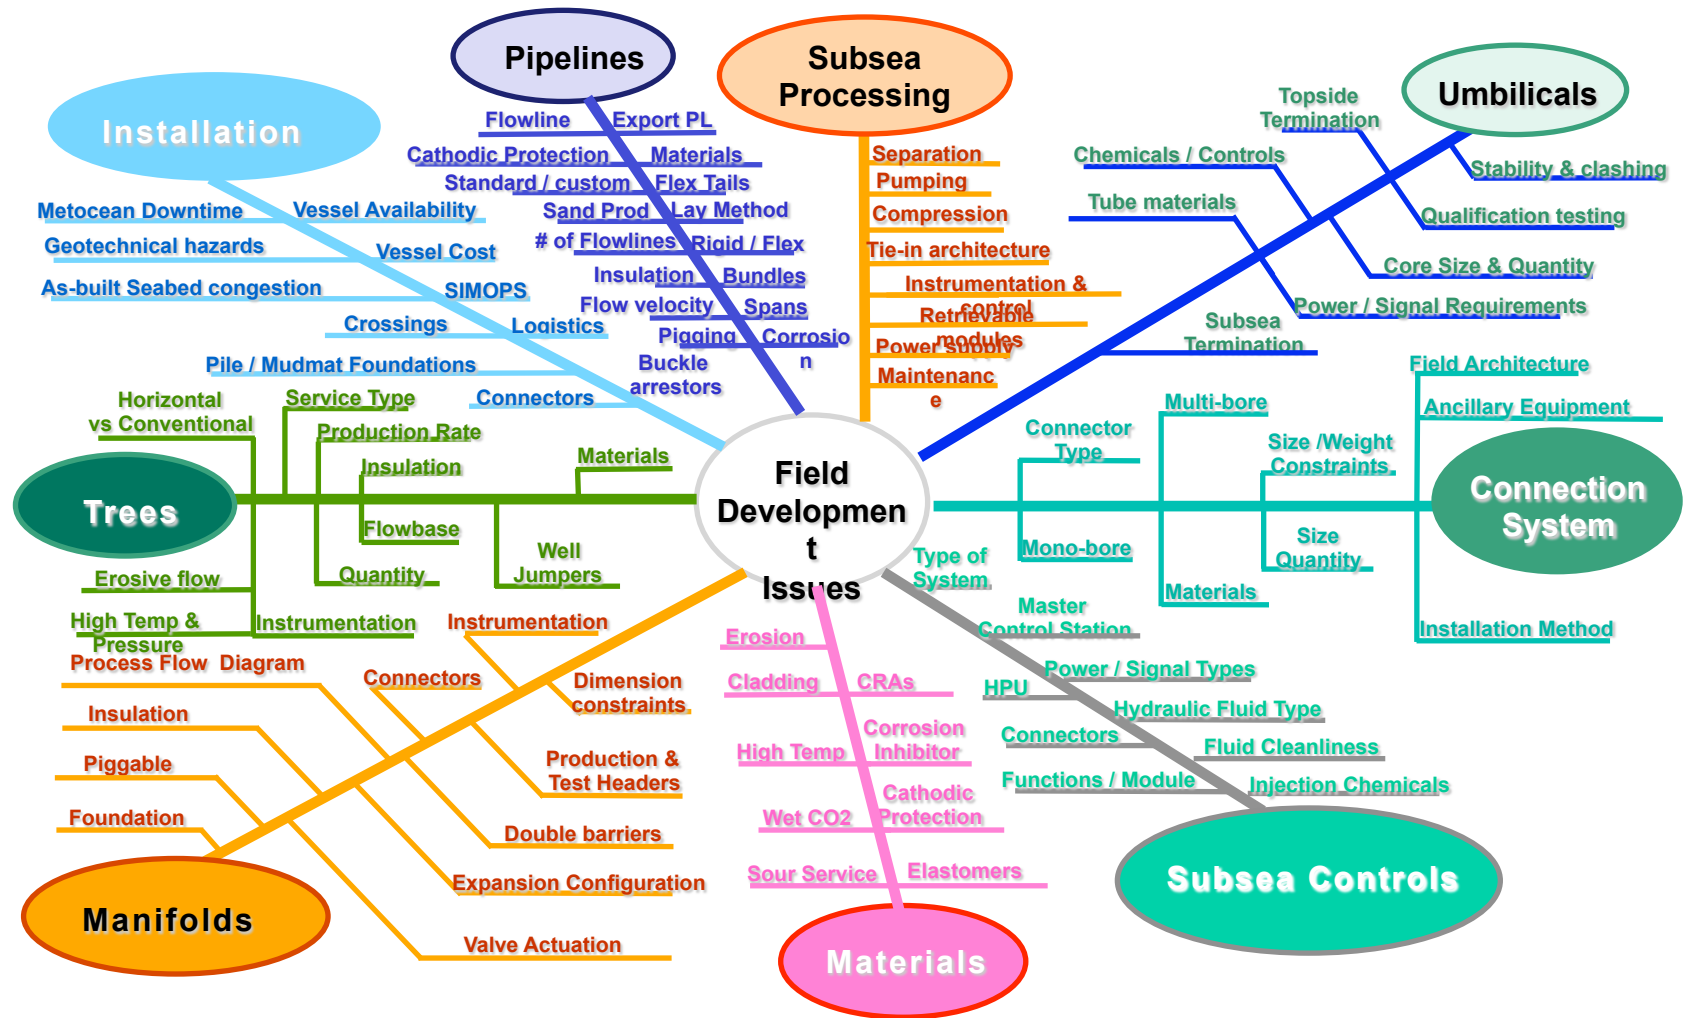 Pipelines
Subsea
Processing
Umbilicals
Installation
Flowline
Export PL
Cathodic Protection
Materials
Standard / custom
Flex Tails
Sand Prod
Lay Method
# of Flowlines
Rigid / Flex
Insulation
Bundles
Flow velocity
Spans
Pigging
Corrosio
n
Buckle
arrestors
Separation
Pumping
Compression
Tie-in architecture
Instrumentation &
control
Retrievable
modules
Power supply
Maintenanc
e
Topside
Termination
Chemicals / Controls
Stability & clashing
Tube materials
Qualification testing
Core Size & Quantity
Power / Signal Requirements
Subsea
Termination
Metocean Downtime
Vessel Availability
Geotechnical hazards
Vessel Cost
As-built Seabed congestion
SIMOPS
Crossings
Logistics
Pile / Mudmat Foundations
Connectors
Horizontal
vs Conventional
Service Type
Production Rate
Insulation
Materials
Trees
Flowbase
Quantity
Well
Jumpers
Erosive flow
High Temp &
Pressure
Instrumentation
Field
Developmen
t
Issues
Field Architecture
Ancillary Equipment
Multi-bore
Connector
Type
Size /Weight
Constraints
Connection
System
Mono-bore
Size
Quantity
Materials
Installation Method
Type of
System
Master
Control Station
Power / Signal Types
HPU
Hydraulic Fluid Type
Connectors
Fluid Cleanliness
Functions / Module
Injection Chemicals
Subsea Controls
Instrumentation
Process Flow  Diagram
Connectors
Dimension
constraints
Insulation
Piggable
Production &
Test Headers
Foundation
Double barriers
Expansion Configuration
Valve Actuation
Manifolds
Erosion
Cladding
CRAs
High Temp
Corrosion
Inhibitor
Wet CO2
Cathodic
Protection
Sour Service
Elastomers
Materials